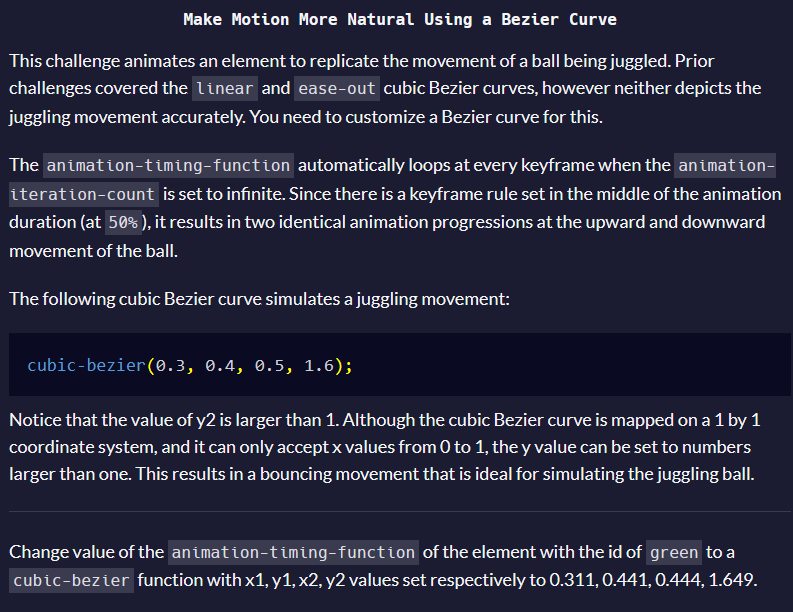 Make Motion More Natural Using a Bezier Curve
This challenge animates an element to replicate the movement of a ball being juggled. Prior
challenges covered the linear and ease-out cubic Bezier curves, however neither depicts the
juggling movement accurately. You need to customize a Bezier curve for this.
The animation-timing-function automatically loops at every keyframe when the animation-
iteration-count is set to infinite. Since there is a keyframe rule set in the middle of the animation
duration (at 50%), it results in two identical animation progressions at the upward and downward
movement of the ball.
The following cubic Bezier curve simulates a juggling movement:
cubic-bezier(0.3, 0.4, 0.5, 1.6);
Notice that the value of y2 is larger than 1. Although the cubic Bezier curve is mapped on a 1 by 1
coordinate system, and it can only accept x values from 0 to 1, the y value can be set to numbers
larger than one. This results in a bouncing movement that is ideal for simulating the juggling ball.
Change value of the animation-timing-function of the element with the id of green to a
cubic-bezier function with x1, y1, x2, y2 values set respectively to 0.311, 0.441, 0.444, 1.649.